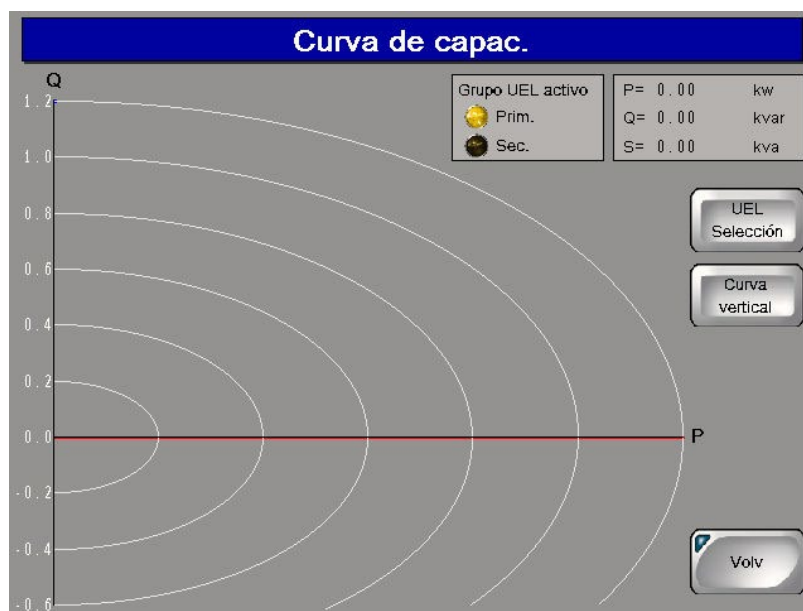 Curva de capac.
Q
Grupo UEL activo
Prim.
Sec.
P= 0.00 kw
Q= 0.00 kvar
S= 0.00 kva
1.2
1.0
0.8
0.6
0.4
0.2
0.0
-0.2
-0.4
-0.6
P
UEL
Selección
Curva
vertical
Volv